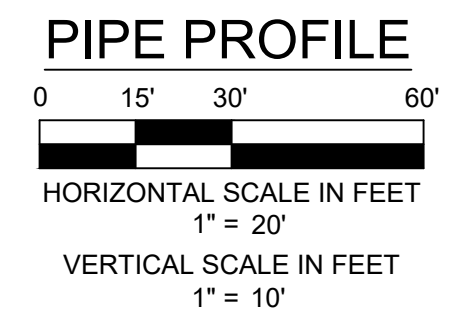 PIPE PROFILE
0 15' 30' 60'
HORIZONTAL SCALE IN FEET
1" = 20'
VERTICAL SCALE IN FEET
1" = 10'